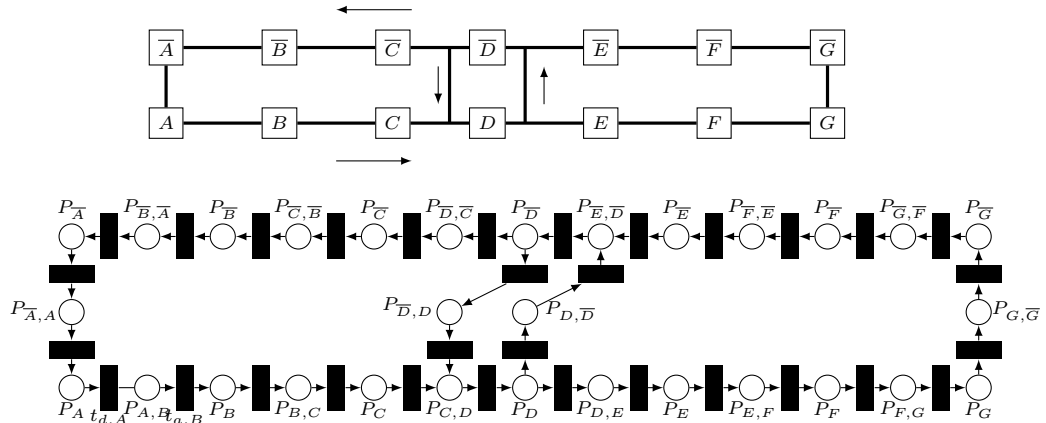 A̅ B̅ C̅ D̅ E̅ F̅ G̅
A B C D E F G
P_A̅ P_B̅,A̅ P_B̅ P_C̅,B̅ P_C̅ P_D̅,C̅ P_D̅ P_E̅,D̅ P_E̅ P_F̅,E̅ P_F̅ P_G̅,F̅ P_G̅
P_A̅,A P_D̅,D P_D,D̅ P_G,G̅
P_A P_A,B P_B P_B,C P_C P_C,D P_D P_D,E P_E P_E,F P_F P_F,G P_G
t_d,A t_a,B